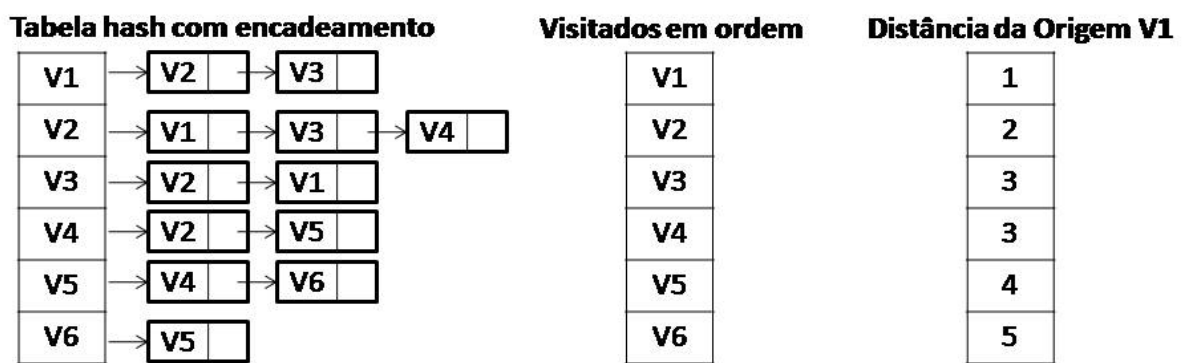 Tabela hash com encadeamento Visitados em ordem Distância da Origem V1
V1 V2 V3 V1 1
V2 V1 V3 V4 V2 2
V3 V2 V1 V3 3
V4 V2 V5 V4 3
V5 V4 V6 V5 4
V6 V5 V6 5